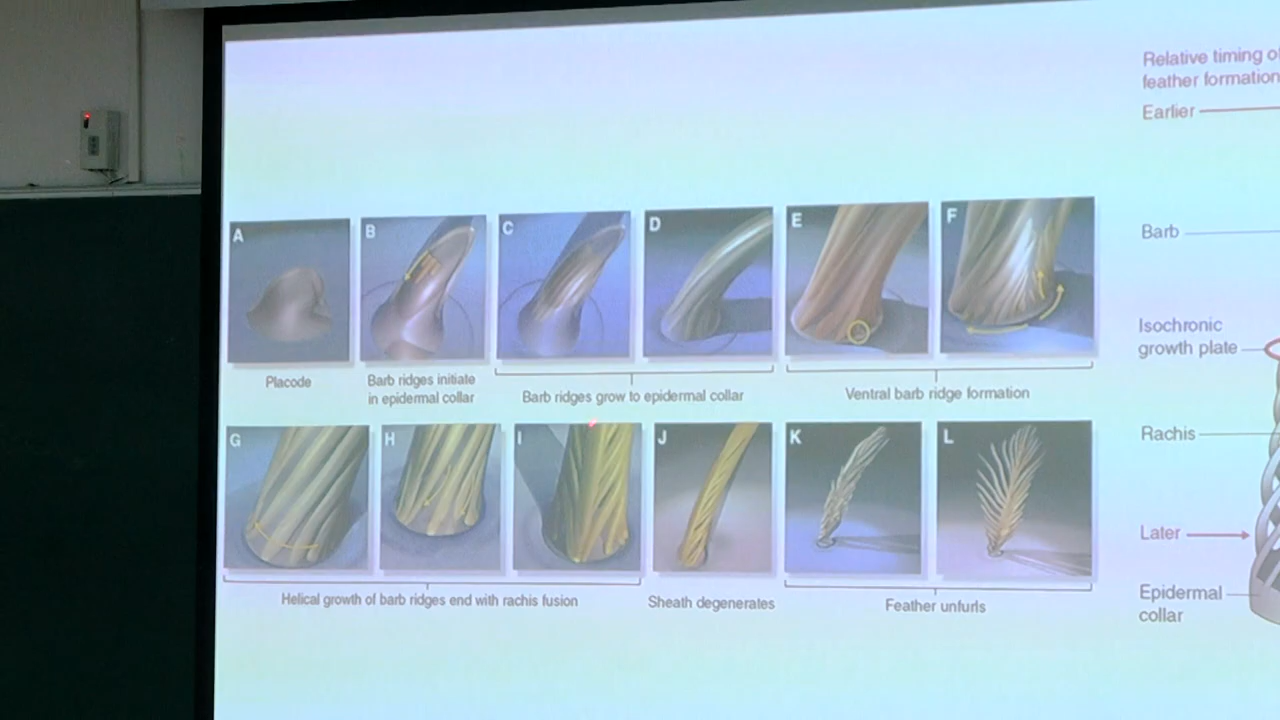 A
B
C
D
E
F
Placode
Barb ridges initiate
in epidermal collar
Barb ridges grow to epidermal collar
Ventral barb ridge formation
G
H
I
J
K
L
Helical growth of barb ridges end with rachis fusion
Sheath degenerates
Feather unfurls
Relative timing of
feather formation
Earlier
Barb
Isochronic
growth plate
Rachis
Later
Epidermal
collar